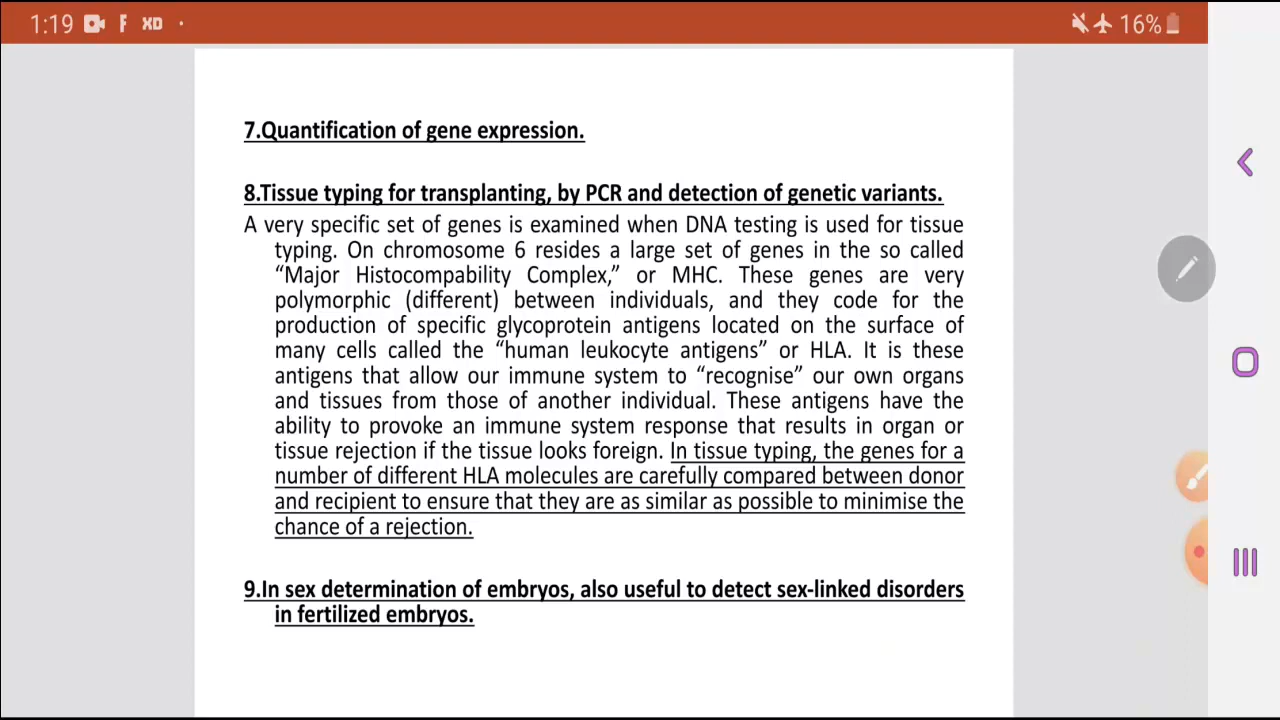 1:19 F XD
16%
7.Quantification of gene expression.
8.Tissue typing for transplanting, by PCR and detection of genetic variants.
A very specific set of genes is examined when DNA testing is used for tissue
typing. On chromosome 6 resides a large set of genes in the so called
“Major Histocompability Complex,” or MHC. These genes are very
polymorphic (different) between individuals, and they code for the
production of specific glycoprotein antigens located on the surface of
many cells called the “human leukocyte antigens” or HLA. It is these
antigens that allow our immune system to “recognise” our own organs
and tissues from those of another individual. These antigens have the
ability to provoke an immune system response that results in organ or
tissue rejection if the tissue looks foreign. In tissue typing, the genes for a
number of different HLA molecules are carefully compared between donor
and recipient to ensure that they are as similar as possible to minimise the
chance of a rejection.
9.In sex determination of embryos, also useful to detect sex-linked disorders
in fertilized embryos.